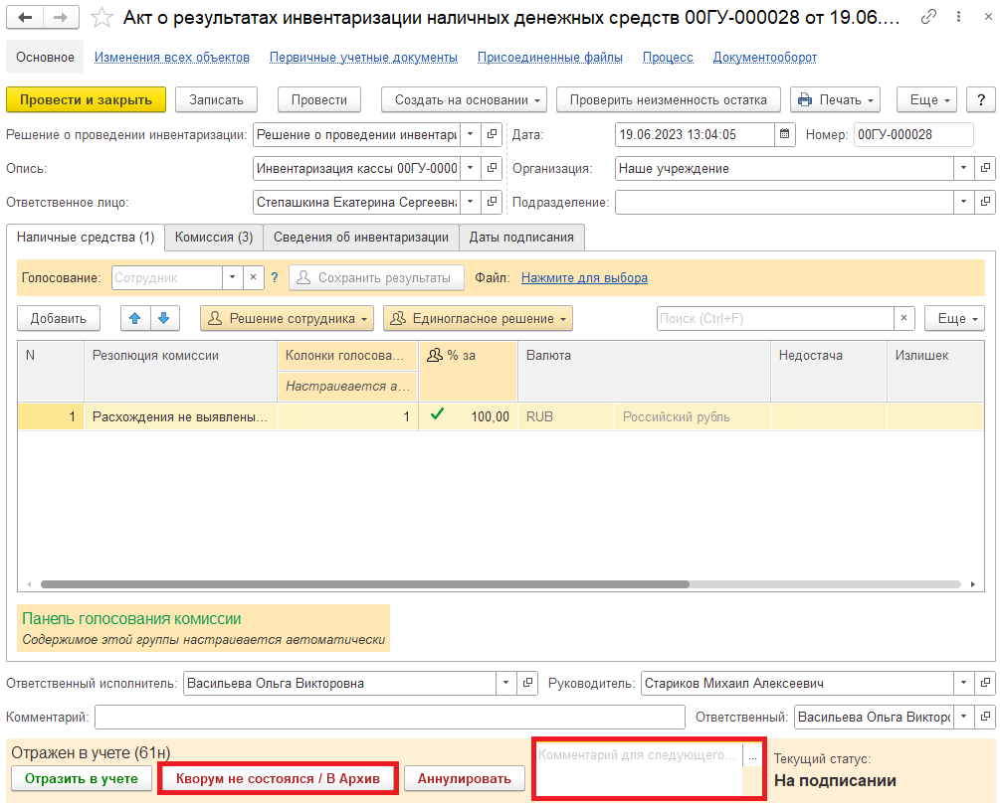 Акт о результатах инвентаризации наличных денежных средств 00ГУ-000028 от 19.06....
Основное Изменения всех объектов Первичные учетные документы Присоединенные файлы Процесс Документооборот
Провести и закрыть Записать Провести Создать на основании Проверить неизменность остатка Печать Еще ?
Решение о проведении инвентаризации: Решение о проведении инвентари Дата: 19.06.2023 13:04:05 Номер: 00ГУ-000028
Опись: Инвентаризация кассы 00ГУ-0000 Организация: Наше учреждение
Ответственное лицо: Степашкина Екатерина Сергеевна Подразделение:
Наличные средства (1) Комиссия (3) Сведения об инвентаризации Даты подписания
Голосование: Сотрудник ? Сохранить результаты Файл: Нажмите для выбора
Добавить Решение сотрудника Единогласное решение Поиск (Ctrl+F) × Еще
N Резолюция комиссии Колонки голосова... % за Валюта Недостача Излишек
Настраивается а...
1 Расхождения не выявлены... 1 100,00 RUB Российский рубль
Панель голосования комиссии
Содержимое этой группы настраивается автоматически
Ответственный исполнитель: Васильева Ольга Викторовна Руководитель: Стариков Михаил Алексеевич
Комментарий: Ответственный: Васильева Ольга Викторо
Отражен в учете (61н)
Отразить в учете Кворум не состоялся / В Архив Аннулировать Комментарий для следующего... ... Текущий статус:
На подписании